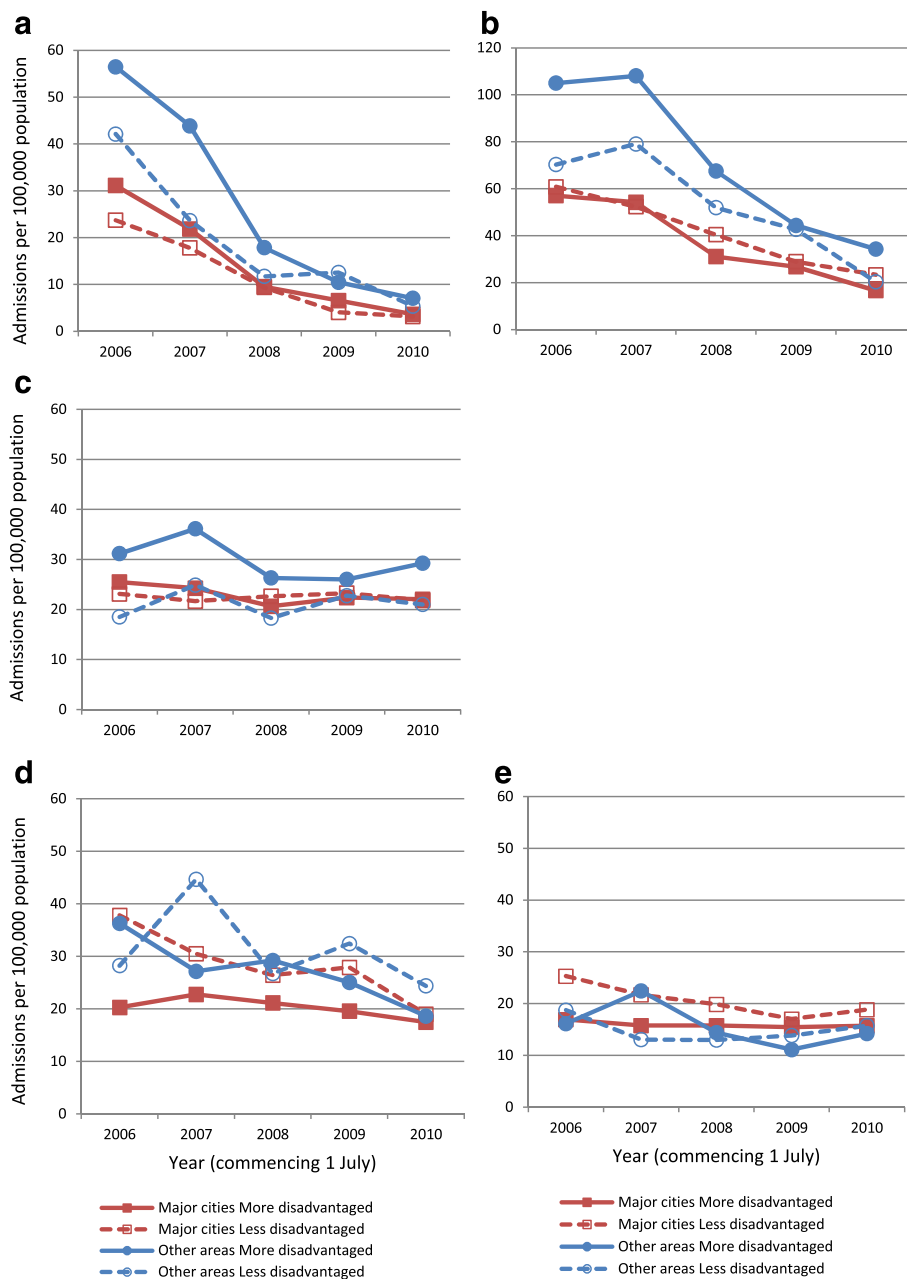 a
60
50
40
30
20
10
0
Admissions per 100,000 population
2006 2007 2008 2009 2010
b
120
100
80
60
40
20
0
2006 2007 2008 2009 2010
c
60
50
40
30
20
10
0
Admissions per 100,000 population
2006 2007 2008 2009 2010
d
60
50
40
30
20
10
0
Admissions per 100,000 population
2006 2007 2008 2009 2010
Year (commencing 1 July)
Major cities More disadvantaged
Major cities Less disadvantaged
Other areas More disadvantaged
Other areas Less disadvantaged
e
60
50
40
30
20
10
0
2006 2007 2008 2009 2010
Year (commencing 1 July)
Major cities More disadvantaged
Major cities Less disadvantaged
Other areas More disadvantaged
Other areas Less disadvantaged